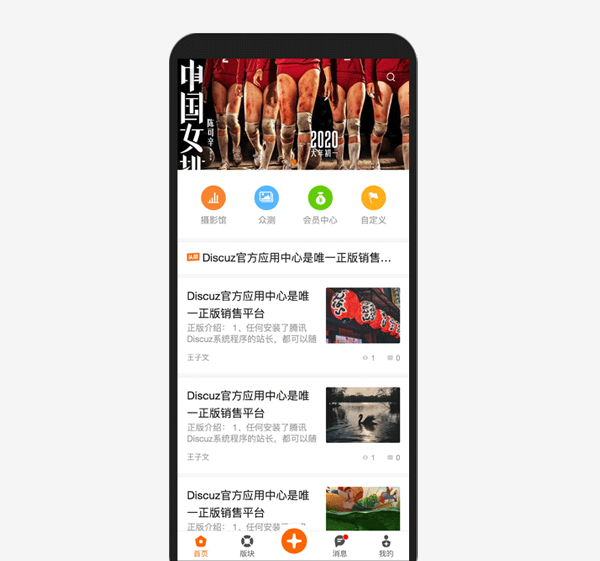 中国女排
陈可辛
2020
大年初一
摄影馆
众测
会员中心
自定义
Discuz官方应用中心是唯一正版销售…
Discuz官方应用中心是唯
一正版销售平台
正版介绍： 1、任何安装了腾讯
Discuz系统程序的站长，都可以随
王子文
1
0
Discuz官方应用中心是唯
一正版销售平台
正版介绍： 1、任何安装了腾讯
Discuz系统程序的站长，都可以随
王子文
1
0
Discuz官方应用中心是唯
一正版销售平台
正版介绍： 1、任何安装了腾讯
首页
版块
消息
我的